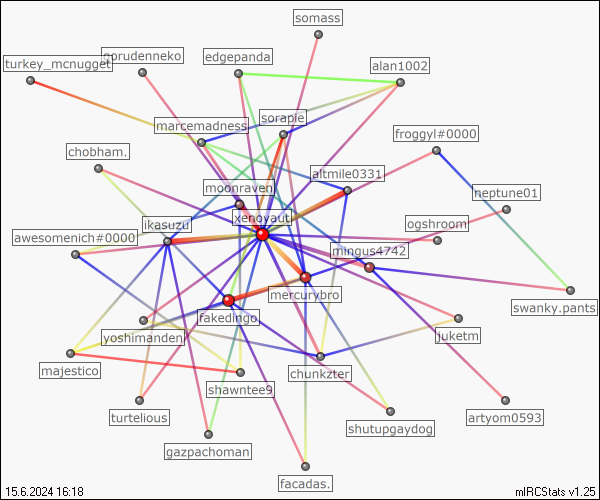 somass
gprudenneko
edgepanda
turkey_mcnugget
alan1002
sorapie
marcemadness
froggyl#0000
chobham.
altmile0331
moonraven
neptune01
xenoyaut
ikasuzu
ogshroom
awesomenich#0000
mingus4742
mercurybro
swanky.pants
fakedingo
yoshimanden
juketm
majestico
chunkzter
shawntee9
turtelious
artyom0593
shutupgaydog
gazpachoman
facadas.
15.6.2024 16:18
mIRCStats v1.25